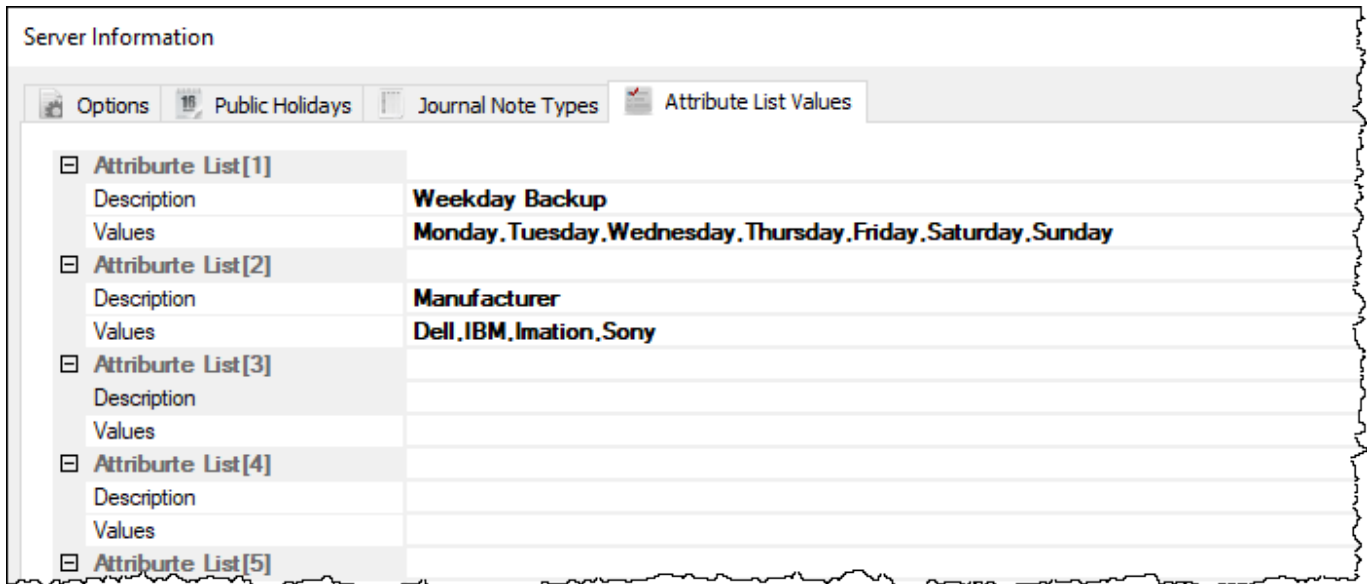 Server Information
Options Public Holidays Journal Note Types Attribute List Values
Attriburte List[1]
Description Weekday Backup
Values Monday,Tuesday,Wednesday,Thursday,Friday,Saturday,Sunday
Attriburte List[2]
Description Manufacturer
Values Dell,IBM,Imation,Sony
Attriburte List[3]
Description
Values
Attriburte List[4]
Description
Values
Attriburte List[5]